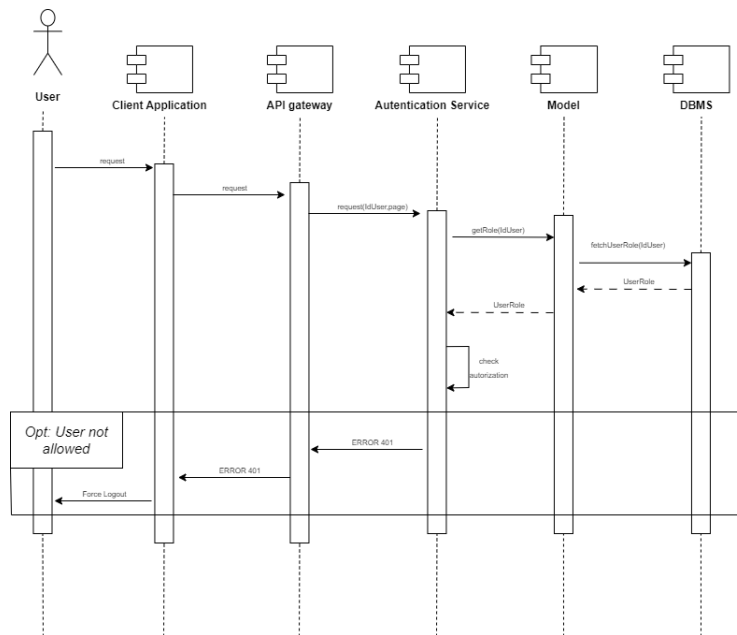 User
Client Application
API gateway
Autentication Service
Model
DBMS
request
request
request(IdUser,page)
getRole(IdUser)
fetchUserRole(IdUser)
UserRole
UserRole
check
autorization
Opt: User not
allowed
ERROR 401
ERROR 401
Force Logout